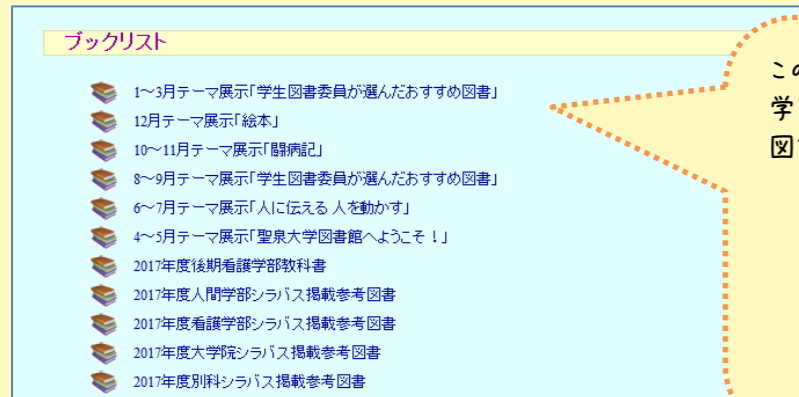 ブックリスト
1～3月テーマ展示「学生図書委員が選んだおすすめ図書」
12月テーマ展示「絵本」
10～11月テーマ展示「闘病記」
8～9月テーマ展示「学生図書委員が選んだおすすめ図書」
6～7月テーマ展示「人に伝える 人を動かす」
4～5月テーマ展示「聖泉大学図書館へようこそ！」
2017年度後期看護学部教科書
2017年度人間学部シラバス掲載参考図書
2017年度看護学部シラバス掲載参考図書
2017年度大学院シラバス掲載参考図書
2017年度別科シラバス掲載参考図書
この
学
図